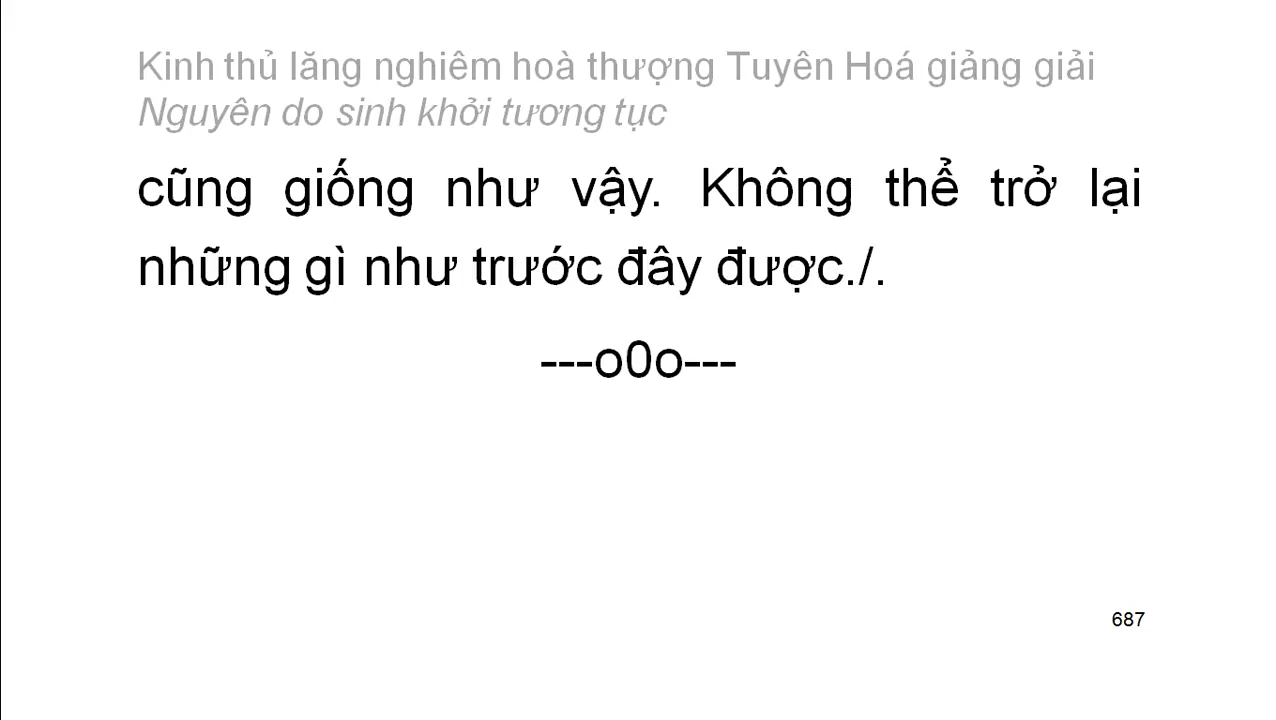 Kinh thủ lăng nghiêm hoà thượng Tuyên Hoá giảng giải
Nguyên do sinh khởi tương tục
cũng giống như vậy. Không thể trở lại
những gì như trước đây được./.
---o0o---
687